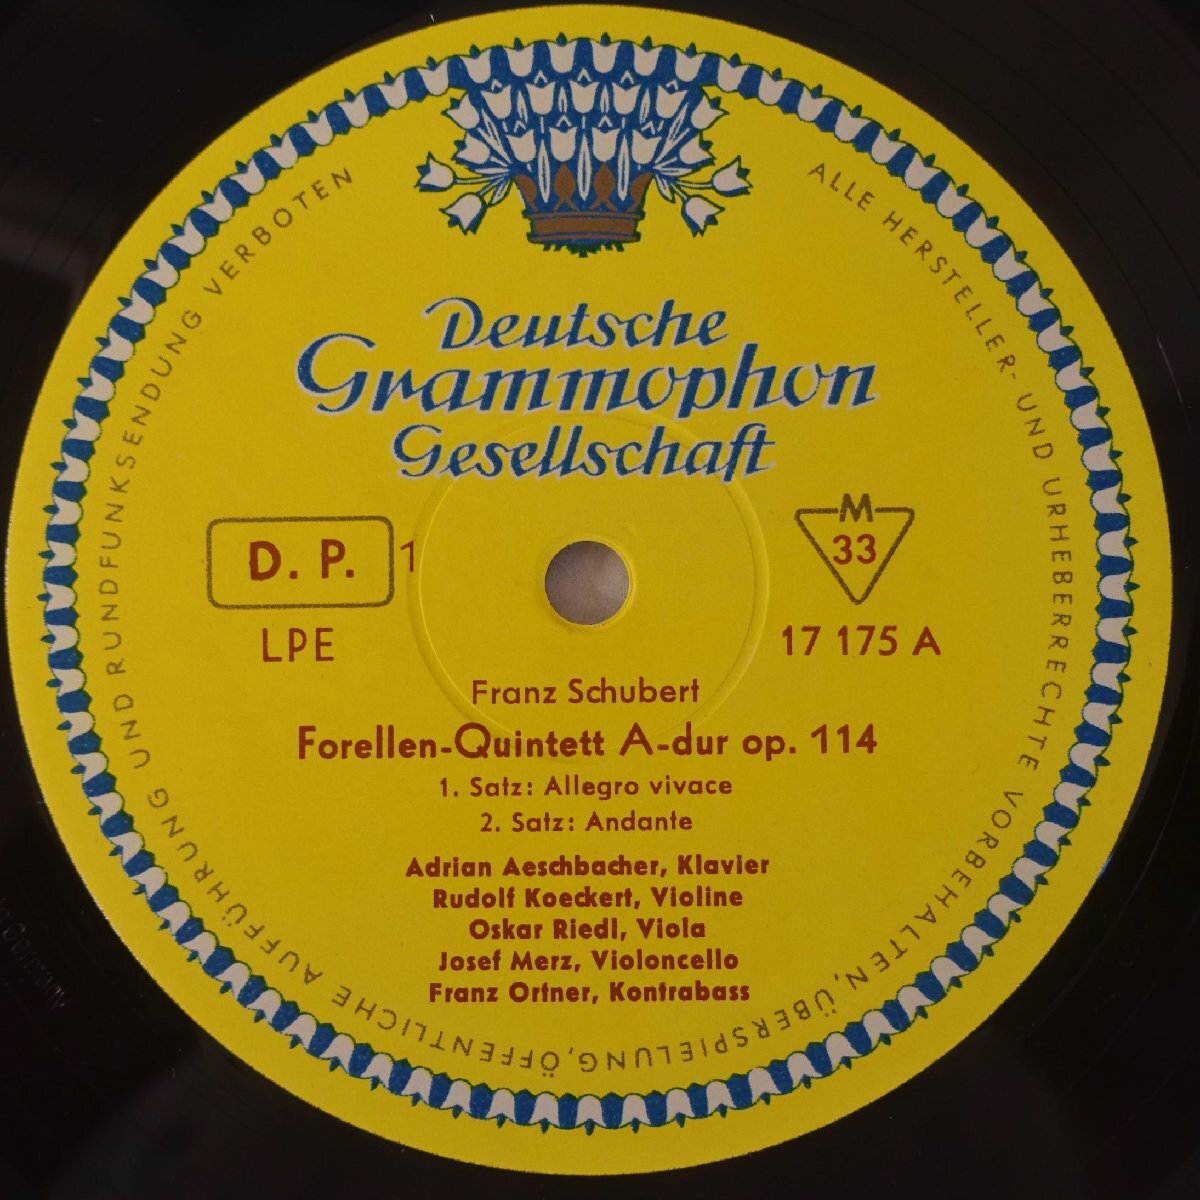 Deutsche
Grammophon
Gesellschaft
D. P. 1
LPE
M
33
17 175 A
Franz Schubert
Forellen-Quintett A-dur op. 114
1. Satz: Allegro vivace
2. Satz: Andante
Adrian Aeschbacher, Klavier
Rudolf Koeckert, Violine
Oskar Riedl, Viola
Josef Merz, Violoncello
Franz Ortner, Kontrabass
ALLE HERSTELLER- UND URHEBERRECHTE VORBEHALTEN, ÜBERSPIELUNG, ÖFFENTLICHE AUFFÜHRUNG UND RUNDFUNKSENDUNG VERBOTEN